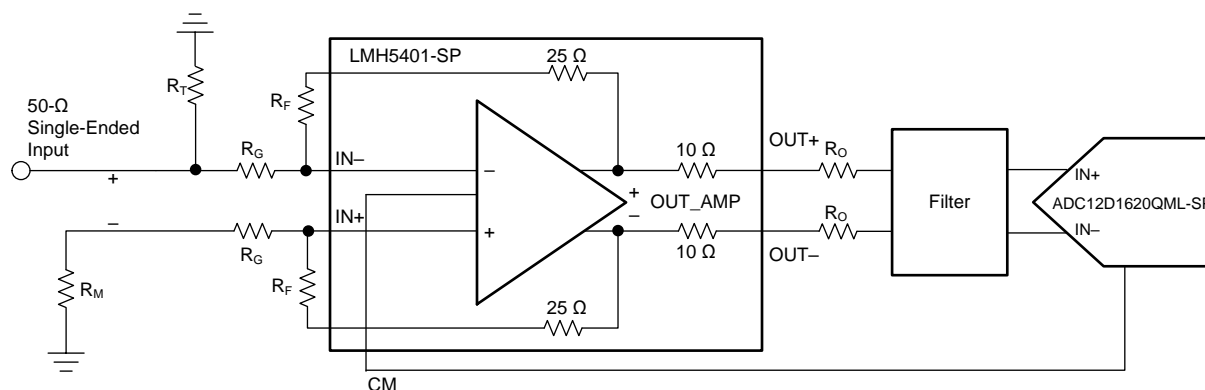 LMH5401-SP
25 Ω
R_T
R_F
50-Ω
Single-Ended
Input
R_G
IN–
10 Ω
OUT+
R_O
+
–
+
–
OUT_AMP
Filter
IN+
ADC12D1620QML-SP
–
IN+
+
R_O
IN–
R_G
10 Ω
OUT–
R_M
R_F
25 Ω
CM